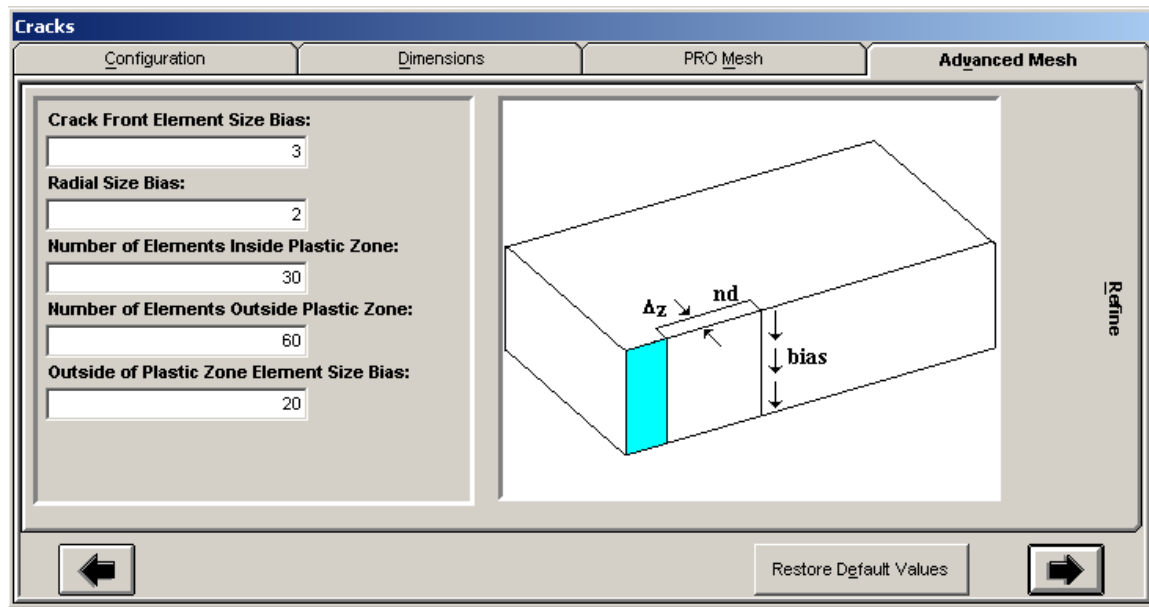 Cracks
Configuration
Dimensions
PRO Mesh
Advanced Mesh
Crack Front Element Size Bias:
3
Radial Size Bias:
2
Number of Elements Inside Plastic Zone:
30
Number of Elements Outside Plastic Zone:
60
Outside of Plastic Zone Element Size Bias:
20
Δz
nd
bias
Refine
Restore Default Values